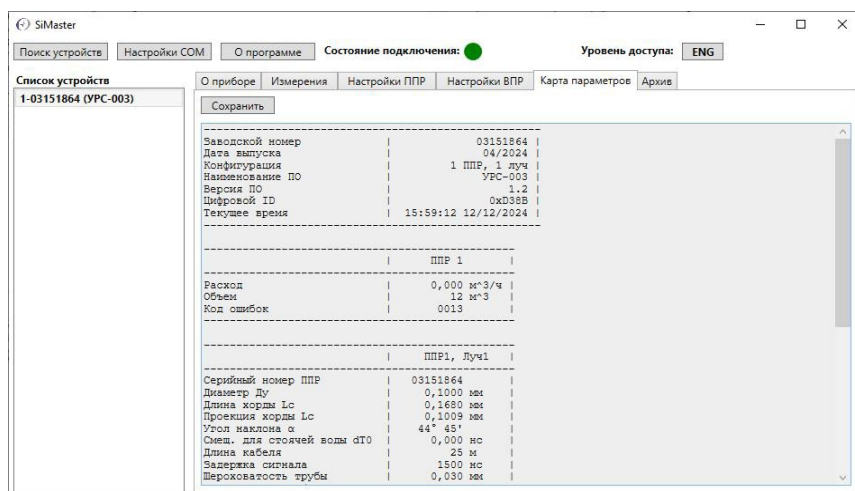 SiMaster
Поиск устройств Настройки COM О программе Состояние подключения: Уровень доступа: ENG
Список устройств
1-03151864 (УРС-003)
О приборе Измерения Настройки ППР Настройки ВПР Карта параметров Архив
Сохранить
------------------------------------------------------
Заводской номер | 03151864 |
Дата выпуска | 04/2024 |
Конфигурация | 1 ППР, 1 луч |
Наименование ПО | УРС-003 |
Версия ПО | 1.2 |
Цифровой ID | 0xD38B |
Текущее время | 15:59:12 12/12/2024 |
------------------------------------------------------
--------------------------------------------------
| ППР 1 |
--------------------------------------------------
Расход | 0,000 м^3/ч |
Объем | 12 м^3 |
Код ошибок | 0013 |
--------------------------------------------------
--------------------------------------------------
| ППР1, Луч1 |
--------------------------------------------------
Серийный номер ППР | 03151864 |
Диаметр Ду | 0,1000 мм |
Длина хорды Lc | 0,1680 мм |
Проекция хорды Lc | 0,1009 мм |
Угол наклона α | 44° 45' |
Смещ. для стоячей воды dT0 | 0,000 нс |
Длина кабеля | 25 м |
Задержка сигнала | 1500 нс |
Шероховатость трубы | 0,030 мм |